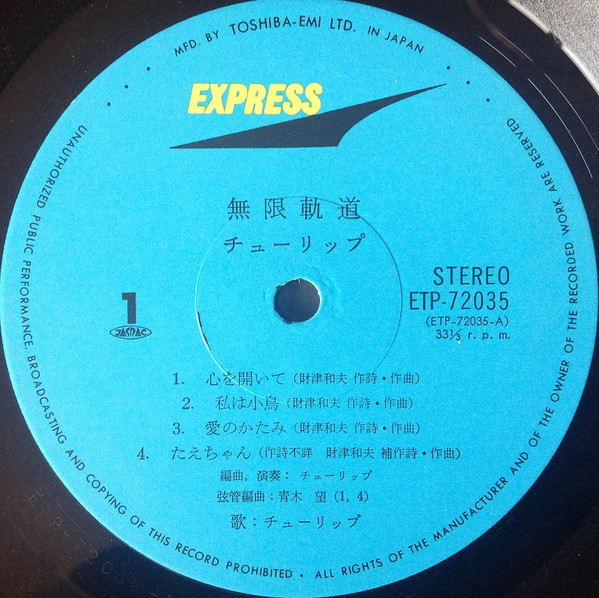 MFD. BY TOSHIBA-EMI LTD. IN JAPAN
EXPRESS
無限軌道
チューリップ
STEREO
ETP-72035
(ETP-72035-A)
33⅓ r. p. m.
1
JASRAC
1. 心を開いて (財津和夫 作詩・作曲)
2. 私は小鳥 (財津和夫 作詩・作曲)
3. 愛のかたみ (財津和夫 作詩・作曲)
4. たえちゃん (作詩不詳 財津和夫 補作詩・作曲)
編曲, 演奏: チューリップ
弦管編曲: 青木 望 (1, 4)
歌: チューリップ
UNAUTHORIZED PUBLIC PERFORMANCE, BROADCASTING AND COPYING OF THIS RECORD PROHIBITED • ALL RIGHTS OF THE MANUFACTURER AND OF THE OWNER OF THE RECORDED WORK ARE RESERVED